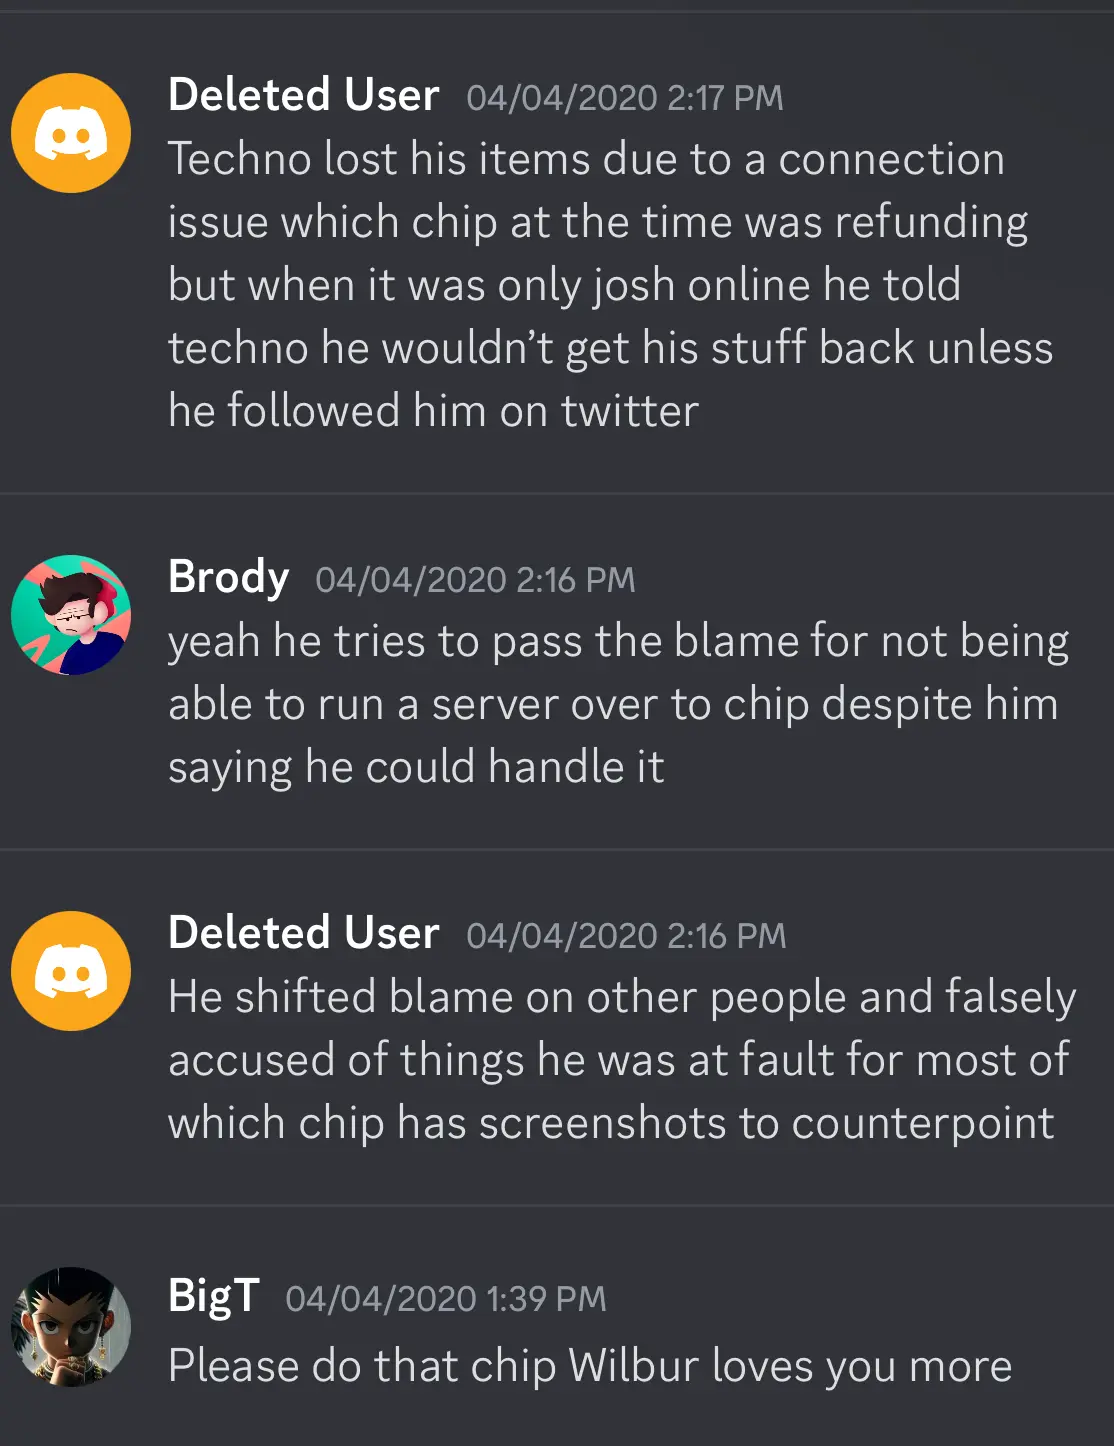 Deleted User 04/04/2020 2:17 PM
Techno lost his items due to a connection
issue which chip at the time was refunding
but when it was only josh online he told
techno he wouldn’t get his stuff back unless
he followed him on twitter
Brody 04/04/2020 2:16 PM
yeah he tries to pass the blame for not being
able to run a server over to chip despite him
saying he could handle it
Deleted User 04/04/2020 2:16 PM
He shifted blame on other people and falsely
accused of things he was at fault for most of
which chip has screenshots to counterpoint
BigT 04/04/2020 1:39 PM
Please do that chip Wilbur loves you more